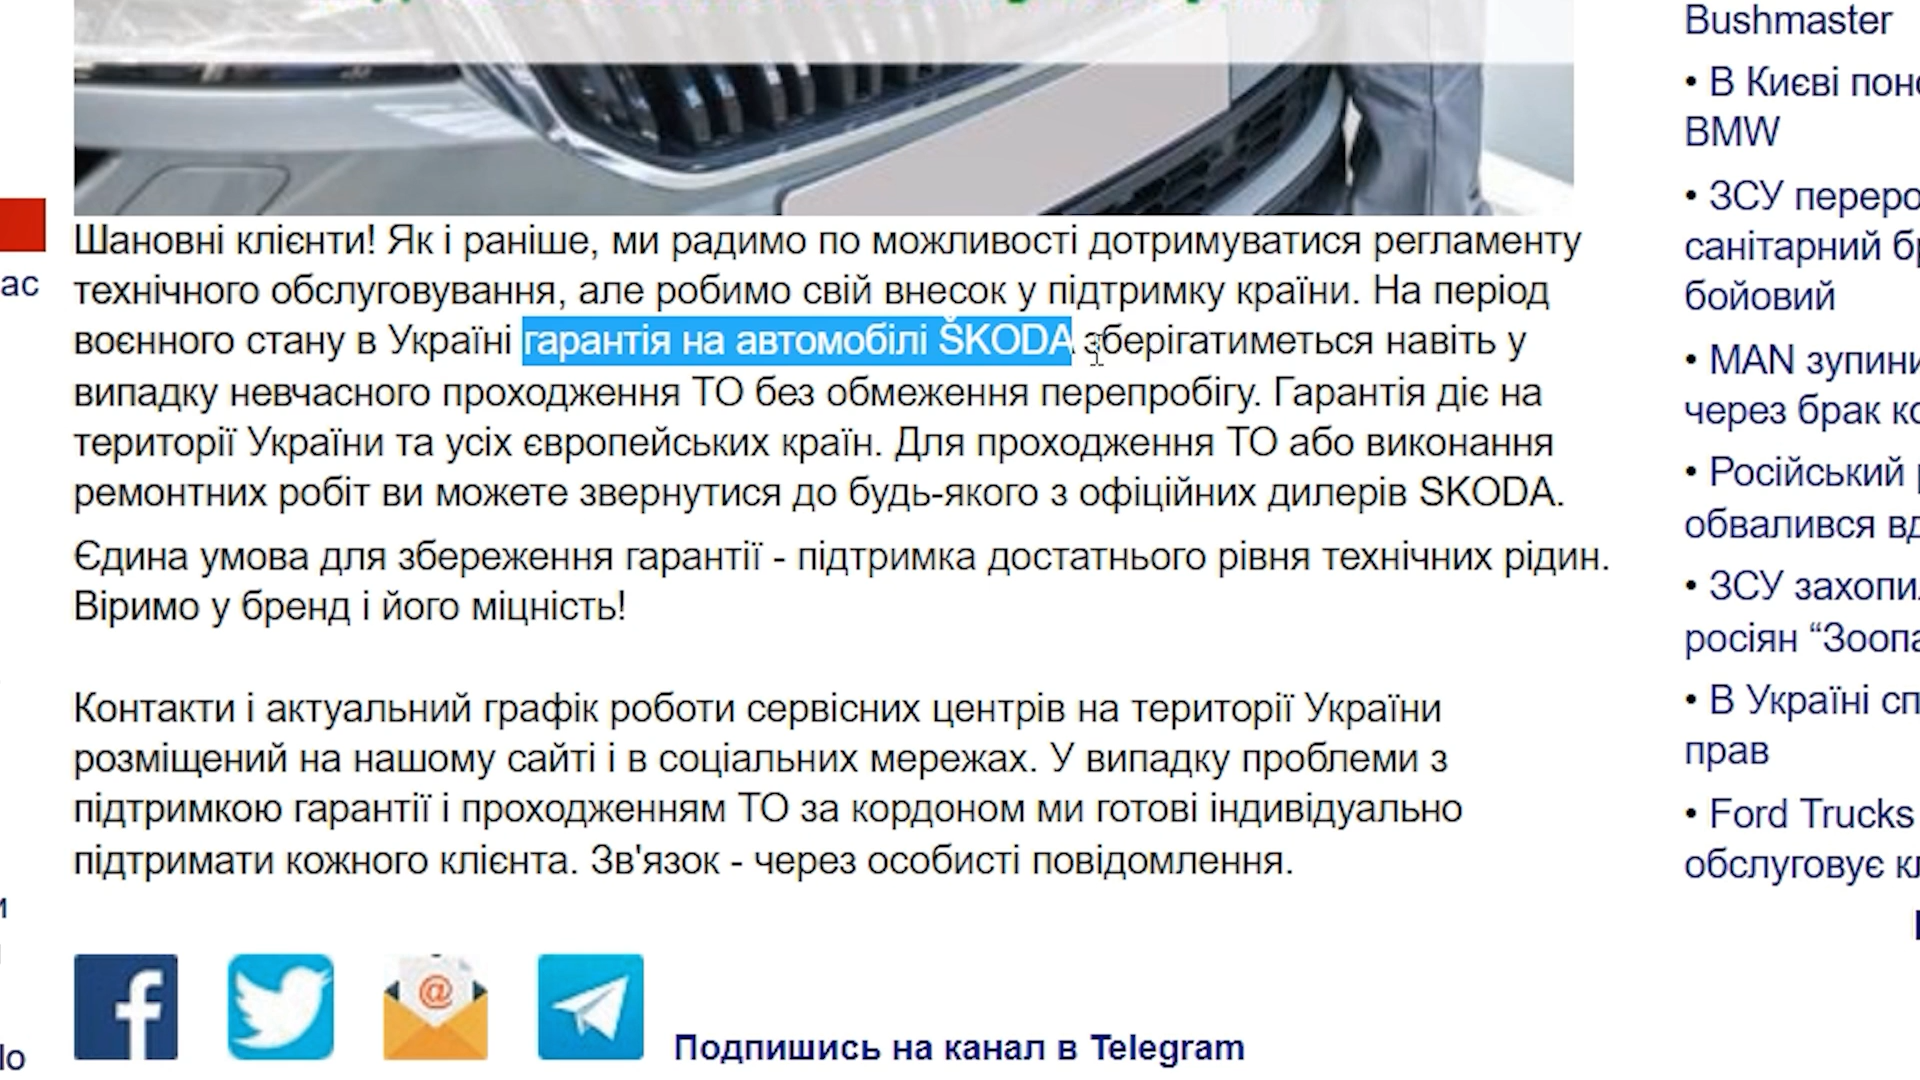 Шановні клієнти! Як і раніше, ми радимо по можливості дотримуватися регламенту
технічного обслуговування, але робимо свій внесок у підтримку країни. На період
воєнного стану в Україні гарантія на автомобілі ŠKODA зберігатиметься навіть у
випадку невчасного проходження ТО без обмеження перепробігу. Гарантія діє на
території України та усіх європейських країн. Для проходження ТО або виконання
ремонтних робіт ви можете звернутися до будь-якого з офіційних дилерів SKODA.
Єдина умова для збереження гарантії - підтримка достатнього рівня технічних рідин.
Віримо у бренд і його міцність!
Контакти і актуальний графік роботи сервісних центрів на території України
розміщений на нашому сайті і в соціальних мережах. У випадку проблеми з
підтримкою гарантії і проходженням ТО за кордоном ми готові індивідуально
підтримати кожного клієнта. Зв'язок - через особисті повідомлення.
Подпишись на канал в Telegram
Bushmaster
• В Києві
BMW
• ЗСУ
санітарний
бойовий
• MAN
через брак
• Російський
обвалився
• ЗСУ
росіян
• В Україні
прав
• Ford Trucks
обслуговує